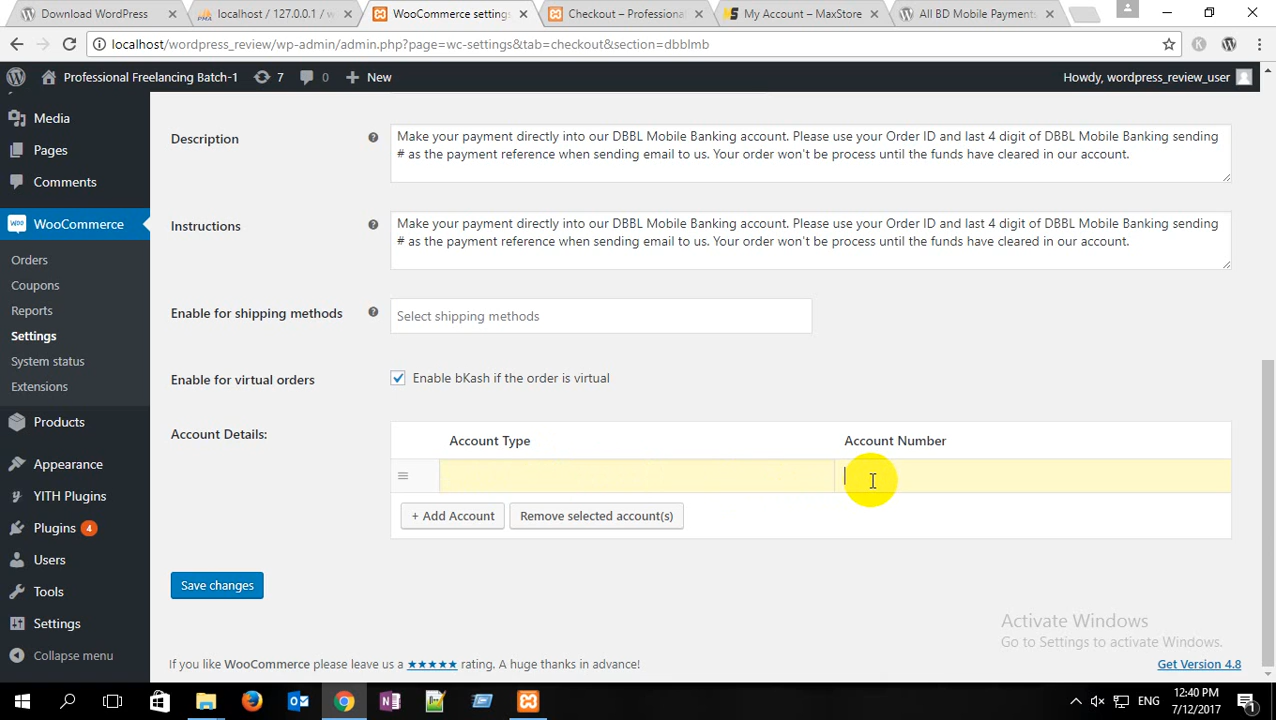 Download WordPress
localhost / 127.0.0.1 / w
WooCommerce settings
Checkout – Professional
My Account – MaxStore
All BD Mobile Payments
localhost/wordpress_review/wp-admin/admin.php?page=wc-settings&tab=checkout&section=dbblmb
Professional Freelancing Batch-1
7
0
New
Howdy, wordpress_review_user
Media
Pages
Comments
WooCommerce
Orders
Coupons
Reports
Settings
System status
Extensions
Products
Appearance
YITH Plugins
Plugins 4
Users
Tools
Settings
Collapse menu
Description
Make your payment directly into our DBBL Mobile Banking account. Please use your Order ID and last 4 digit of DBBL Mobile Banking sending
# as the payment reference when sending email to us. Your order won't be process until the funds have cleared in our account.
Instructions
Make your payment directly into our DBBL Mobile Banking account. Please use your Order ID and last 4 digit of DBBL Mobile Banking sending
# as the payment reference when sending email to us. Your order won't be process until the funds have cleared in our account.
Enable for shipping methods
Select shipping methods
Enable for virtual orders
Enable bKash if the order is virtual
Account Details:
Account Type
Account Number
+ Add Account
Remove selected account(s)
Save changes
Activate Windows
Go to Settings to activate Windows.
If you like WooCommerce please leave us a ★★★★★ rating. A huge thanks in advance!
Get Version 4.8
ENG
12:40 PM
7/12/2017
1